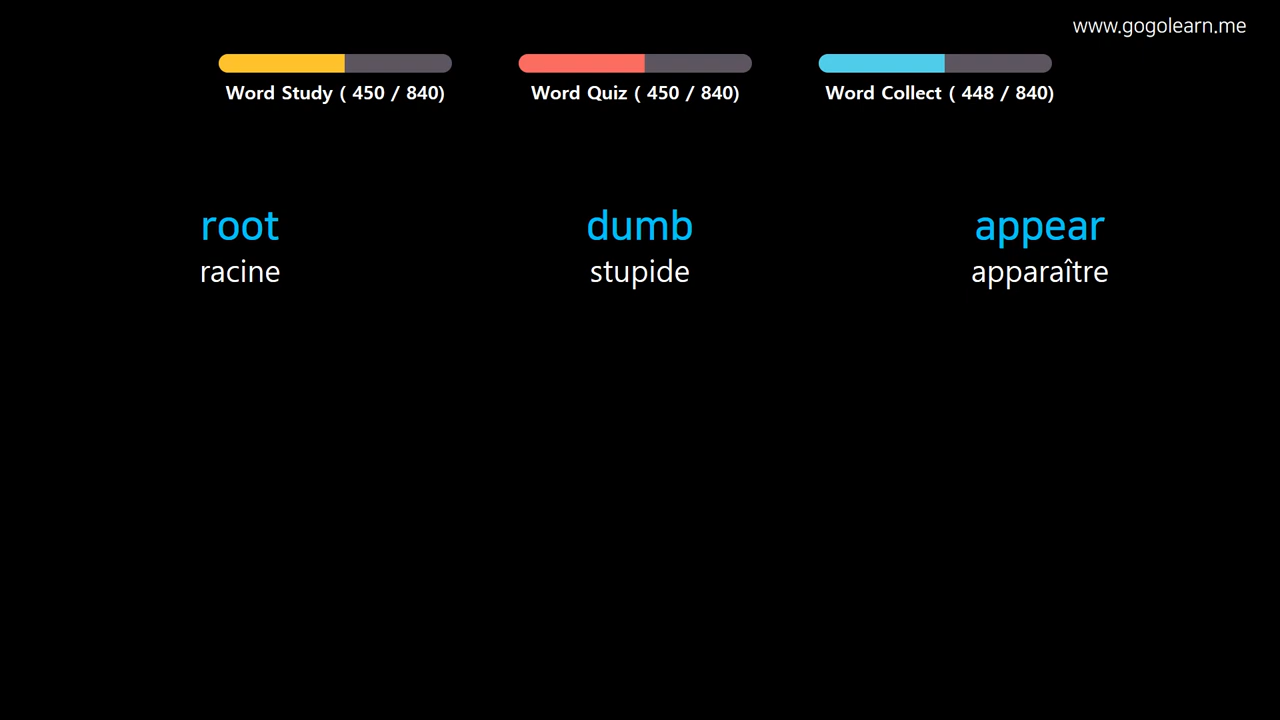 www.gogolearn.me
Word Study ( 450 / 840)
Word Quiz ( 450 / 840)
Word Collect ( 448 / 840)
root
racine
dumb
stupide
appear
apparaître